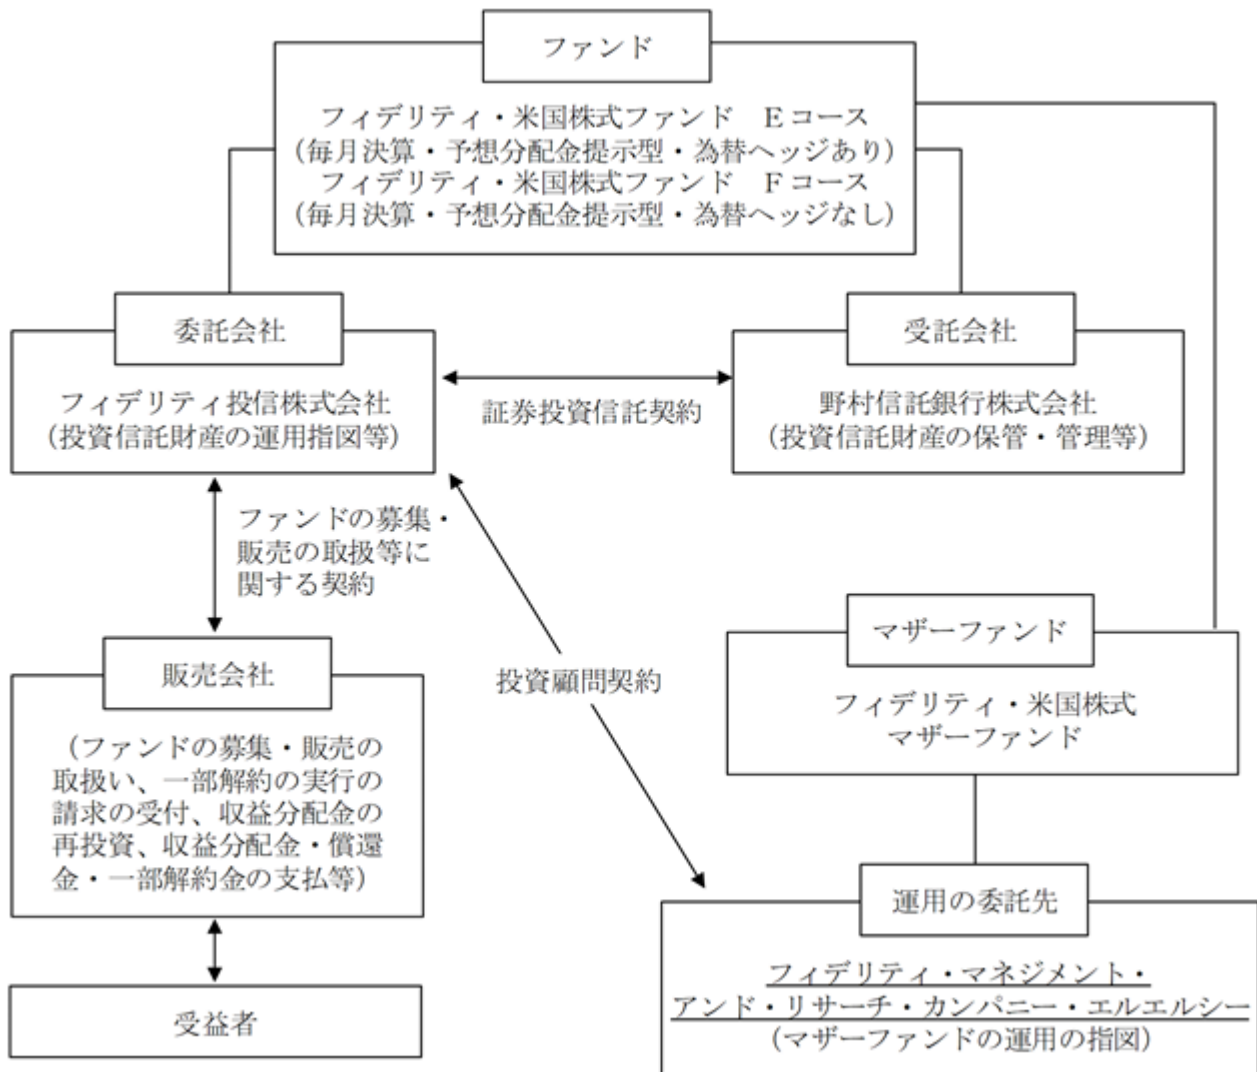 ファンド
フィデリティ・米国株式ファンド　Eコース
（毎月決算・予想分配金提示型・為替ヘッジあり）
フィデリティ・米国株式ファンド　Fコース
（毎月決算・予想分配金提示型・為替ヘッジなし）
委託会社
フィデリティ投信株式会社
（投資信託財産の運用指図等）
証券投資信託契約
受託会社
野村信託銀行株式会社
（投資信託財産の保管・管理等）
ファンドの募集・
販売の取扱等に
関する契約
投資顧問契約
マザーファンド
フィデリティ・米国株式
マザーファンド
販売会社
（ファンドの募集・販売の
取扱い、一部解約の実行の
請求の受付、収益分配金の
再投資、収益分配金・償還
金・一部解約金の支払等）
運用の委託先
フィデリティ・マネジメント・
アンド・リサーチ・カンパニー・エルエルシー
（マザーファンドの運用の指図）
受益者